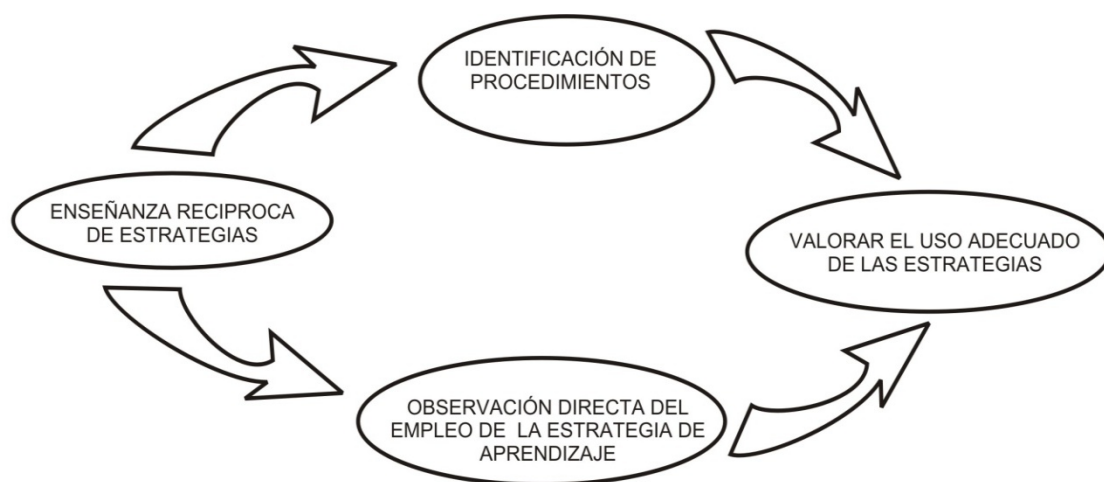 IDENTIFICACIÓN DE
PROCEDIMIENTOS
ENSEÑANZA RECIPROCA
DE ESTRATEGIAS
VALORAR EL USO ADECUADO
DE LAS ESTRATEGIAS
OBSERVACIÓN DIRECTA DEL
EMPLEO DE LA ESTRATEGIA DE
APRENDIZAJE